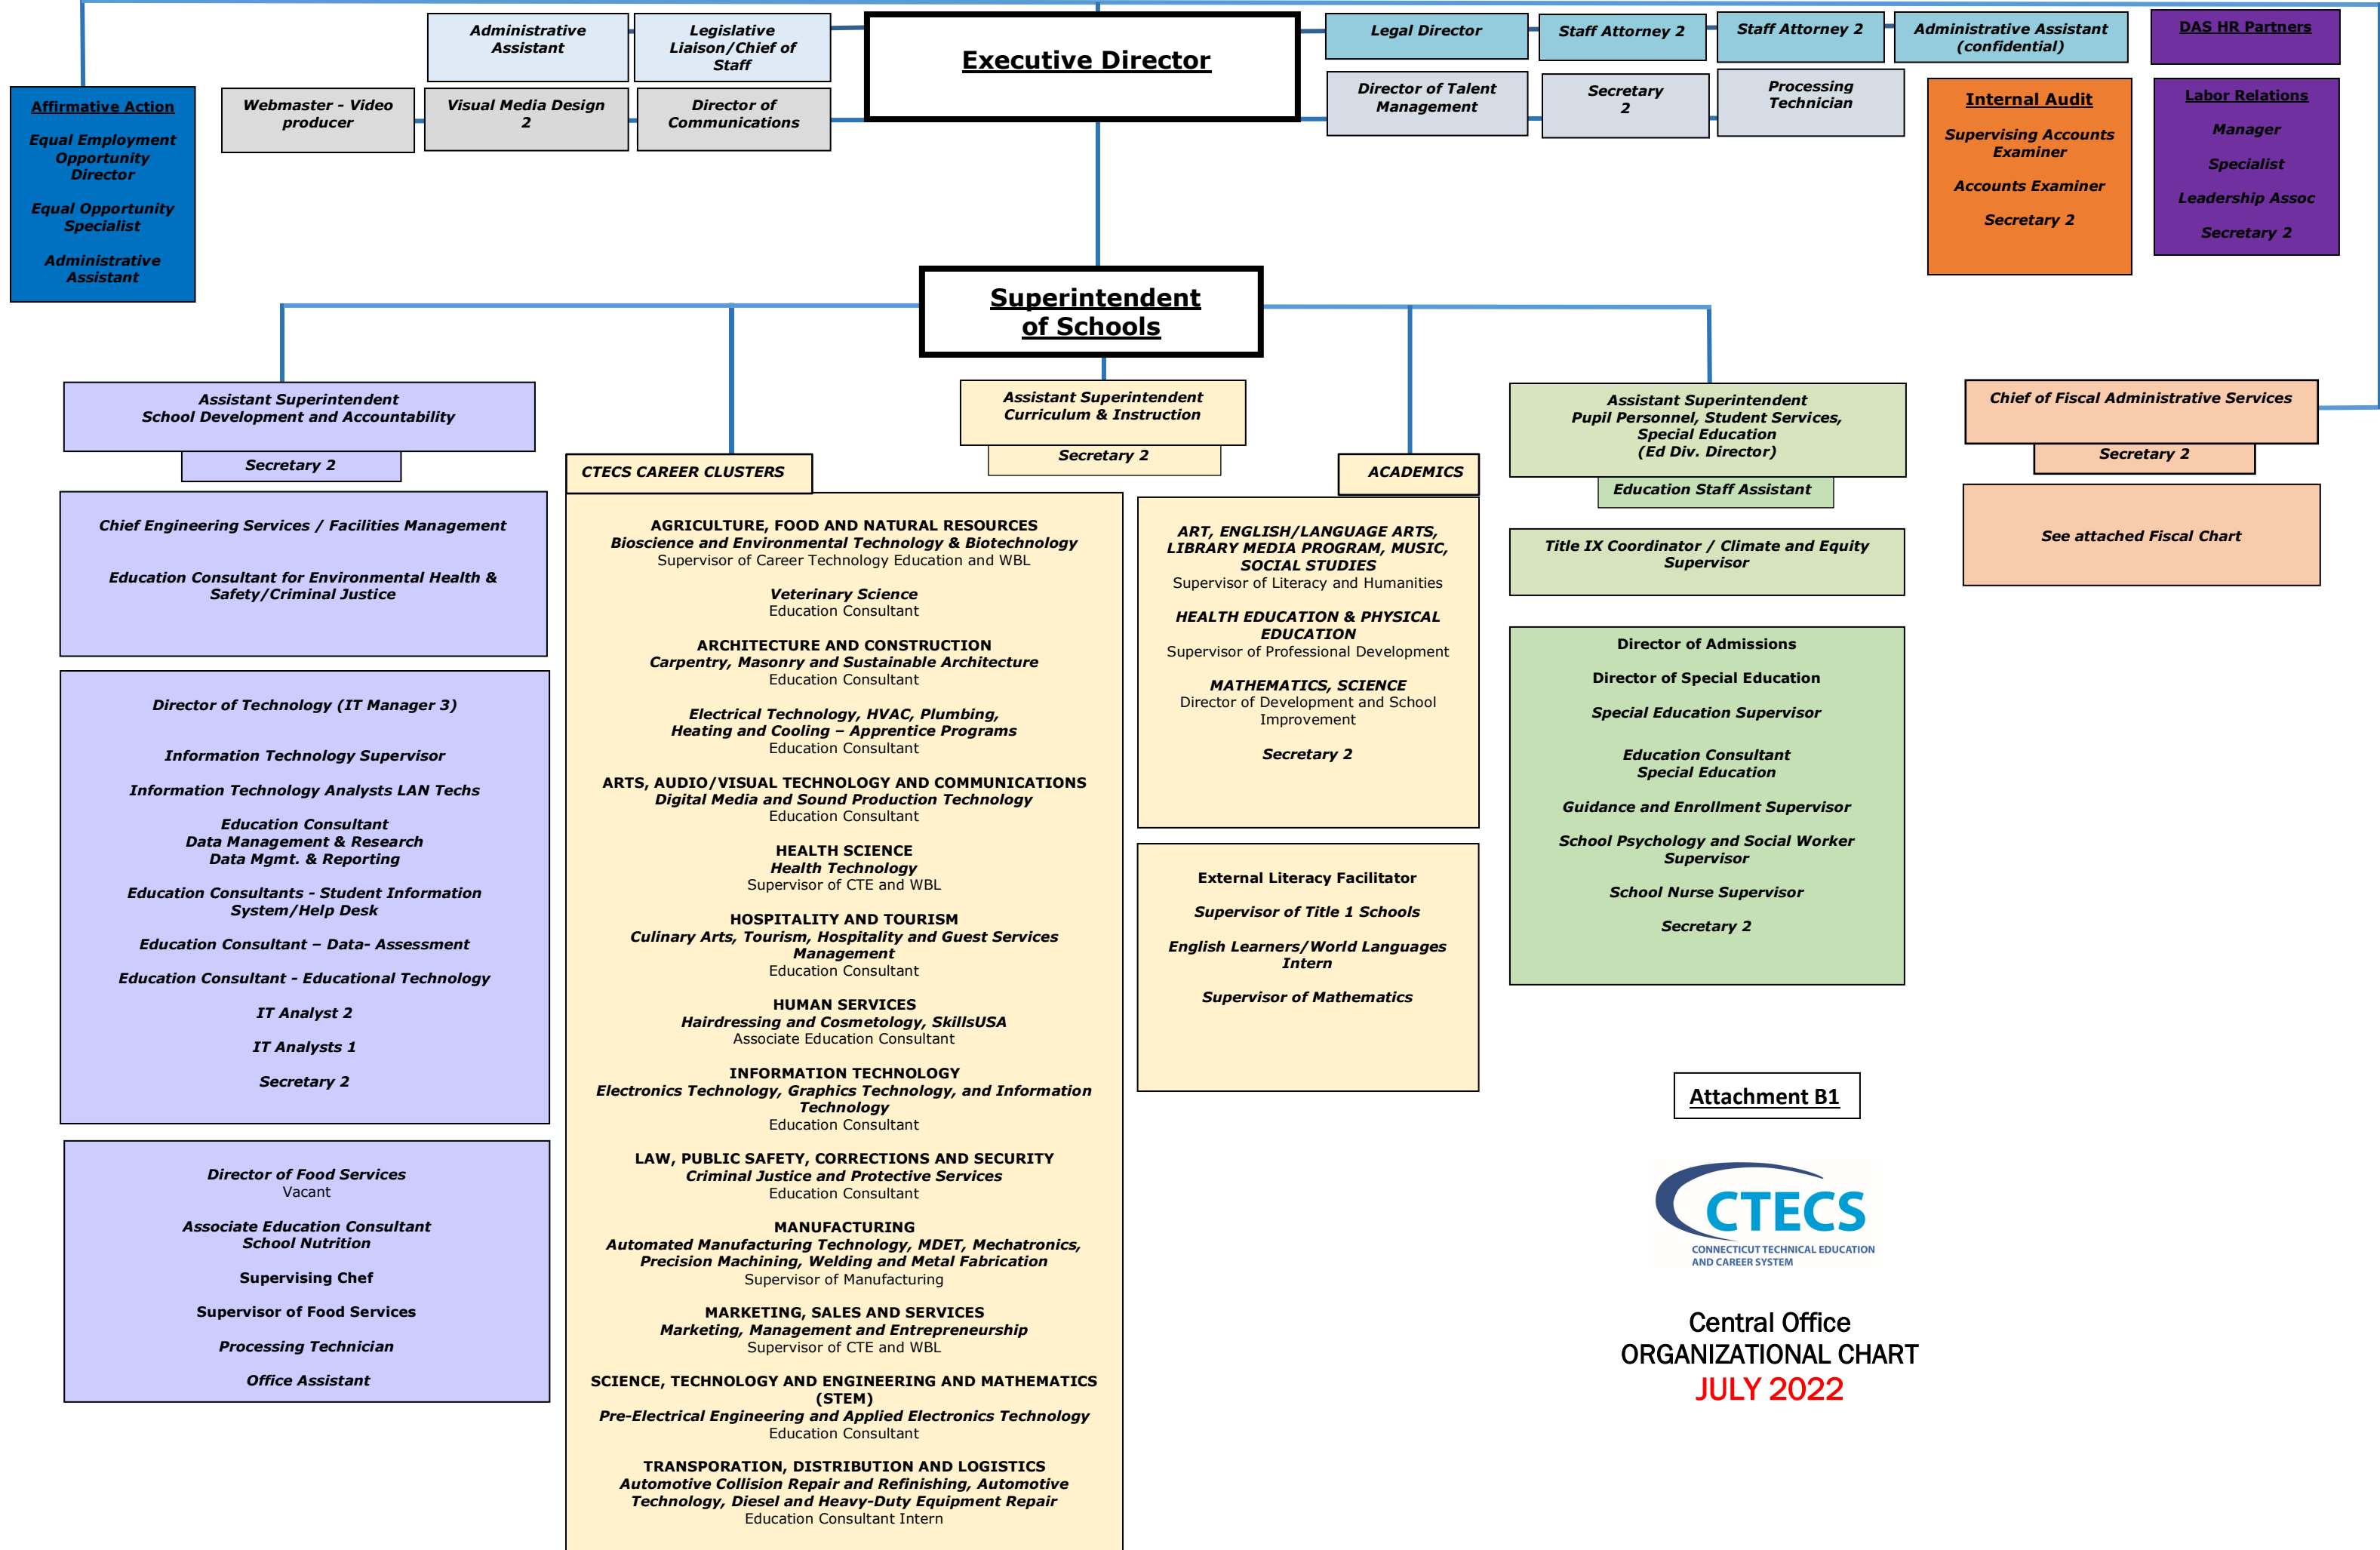 Administrative
Assistant
Legislative
Liaison/Chief of
Staff
Executive Director
Legal Director
Staff Attorney 2
Staff Attorney 2
Administrative Assistant
(confidential)
DAS HR Partners
Affirmative Action
Equal Employment
Opportunity
Director
Equal Opportunity
Specialist
Administrative
Assistant
Webmaster - Video
producer
Visual Media Design
2
Director of
Communications
Director of Talent
Management
Secretary
2
Processing
Technician
Internal Audit
Supervising Accounts
Examiner
Accounts Examiner
Secretary 2
Labor Relations
Manager
Specialist
Leadership Assoc
Secretary 2
Superintendent
of Schools
Assistant Superintendent
School Development and Accountability
Secretary 2
Chief Engineering Services / Facilities Management
Education Consultant for Environmental Health &
Safety/Criminal Justice
Director of Technology (IT Manager 3)
Information Technology Supervisor
Information Technology Analysts LAN Techs
Education Consultant
Data Management & Research
Data Mgmt. & Reporting
Education Consultants - Student Information
System/Help Desk
Education Consultant – Data- Assessment
Education Consultant - Educational Technology
IT Analyst 2
IT Analysts 1
Secretary 2
Director of Food Services
Vacant
Associate Education Consultant
School Nutrition
Supervising Chef
Supervisor of Food Services
Processing Technician
Office Assistant
Assistant Superintendent
Curriculum & Instruction
Secretary 2
CTECS CAREER CLUSTERS
AGRICULTURE, FOOD AND NATURAL RESOURCES
Bioscience and Environmental Technology & Biotechnology
Supervisor of Career Technology Education and WBL
Veterinary Science
Education Consultant
ARCHITECTURE AND CONSTRUCTION
Carpentry, Masonry and Sustainable Architecture
Education Consultant
Electrical Technology, HVAC, Plumbing,
Heating and Cooling – Apprentice Programs
Education Consultant
ARTS, AUDIO/VISUAL TECHNOLOGY AND COMMUNICATIONS
Digital Media and Sound Production Technology
Education Consultant
HEALTH SCIENCE
Health Technology
Supervisor of CTE and WBL
HOSPITALITY AND TOURISM
Culinary Arts, Tourism, Hospitality and Guest Services
Management
Education Consultant
HUMAN SERVICES
Hairdressing and Cosmetology, SkillsUSA
Associate Education Consultant
INFORMATION TECHNOLOGY
Electronics Technology, Graphics Technology, and Information
Technology
Education Consultant
LAW, PUBLIC SAFETY, CORRECTIONS AND SECURITY
Criminal Justice and Protective Services
Education Consultant
MANUFACTURING
Automated Manufacturing Technology, MDET, Mechatronics,
Precision Machining, Welding and Metal Fabrication
Supervisor of Manufacturing
MARKETING, SALES AND SERVICES
Marketing, Management and Entrepreneurship
Supervisor of CTE and WBL
SCIENCE, TECHNOLOGY AND ENGINEERING AND MATHEMATICS
(STEM)
Pre-Electrical Engineering and Applied Electronics Technology
Education Consultant
TRANSPORATION, DISTRIBUTION AND LOGISTICS
Automotive Collision Repair and Refinishing, Automotive
Technology, Diesel and Heavy-Duty Equipment Repair
Education Consultant Intern
ACADEMICS
ART, ENGLISH/LANGUAGE ARTS,
LIBRARY MEDIA PROGRAM, MUSIC,
SOCIAL STUDIES
Supervisor of Literacy and Humanities
HEALTH EDUCATION & PHYSICAL
EDUCATION
Supervisor of Professional Development
MATHEMATICS, SCIENCE
Director of Development and School
Improvement
Secretary 2
External Literacy Facilitator
Supervisor of Title 1 Schools
English Learners/World Languages
Intern
Supervisor of Mathematics
Assistant Superintendent
Pupil Personnel, Student Services,
Special Education
(Ed Div. Director)
Education Staff Assistant
Title IX Coordinator / Climate and Equity
Supervisor
Director of Admissions
Director of Special Education
Special Education Supervisor
Education Consultant
Special Education
Guidance and Enrollment Supervisor
School Psychology and Social Worker
Supervisor
School Nurse Supervisor
Secretary 2
Chief of Fiscal Administrative Services
Secretary 2
See attached Fiscal Chart
Attachment B1
CTECS
CONNECTICUT TECHNICAL EDUCATION
AND CAREER SYSTEM
Central Office
ORGANIZATIONAL CHART
JULY 2022